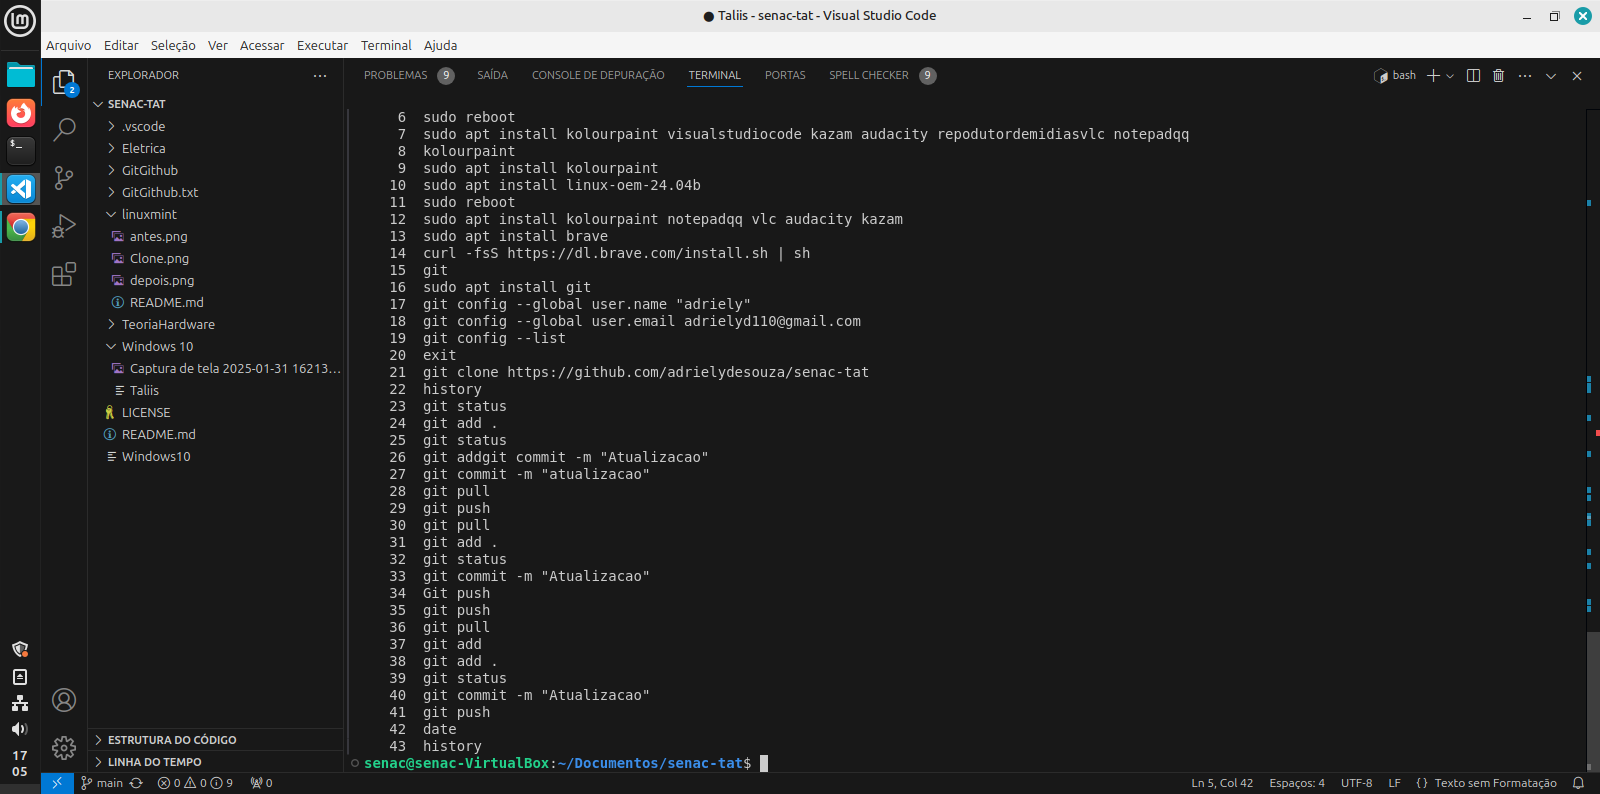 Taliis - senac-tat - Visual Studio Code
Arquivo Editar Seleção Ver Acessar Executar Terminal Ajuda
EXPLORADOR
2
SENAC-TAT
.vscode
Eletrica
GitGithub
GitGithub.txt
linuxmint
antes.png
Clone.png
depois.png
README.md
TeoriaHardware
Windows 10
Captura de tela 2025-01-31 16213...
Taliis
LICENSE
README.md
Windows10
ESTRUTURA DO CÓDIGO
LINHA DO TEMPO
PROBLEMAS 9 SAÍDA CONSOLE DE DEPURAÇÃO TERMINAL PORTAS SPELL CHECKER 9 bash
6 sudo reboot
7 sudo apt install kolourpaint visualstudiocode kazam audacity repodutordemidiasvlc notepadqq
8 kolourpaint
9 sudo apt install kolourpaint
10 sudo apt install linux-oem-24.04b
11 sudo reboot
12 sudo apt install kolourpaint notepadqq vlc audacity kazam
13 sudo apt install brave
14 curl -fsS https://dl.brave.com/install.sh | sh
15 git
16 sudo apt install git
17 git config --global user.name "adriely"
18 git config --global user.email adrielyd110@gmail.com
19 git config --list
20 exit
21 git clone https://github.com/adrielydesouza/senac-tat
22 history
23 git status
24 git add .
25 git status
26 git addgit commit -m "Atualizacao"
27 git commit -m "atualizacao"
28 git pull
29 git push
30 git pull
31 git add .
32 git status
33 git commit -m "Atualizacao"
34 Git push
35 git push
36 git pull
37 git add
38 git add .
39 git status
40 git commit -m "Atualizacao"
41 git push
42 date
43 history
senac@senac-VirtualBox:~/Documentos/senac-tat$
17
05
main 0 0 9 0 Ln 5, Col 42 Espaços: 4 UTF-8 LF {} Texto sem Formatação